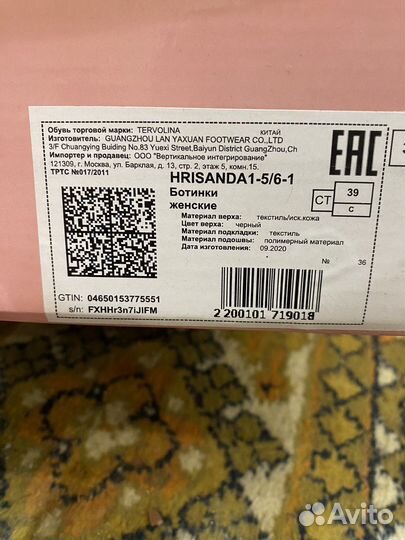 Обувь торговой марки: TERVOLINA КИТАЙ
Изготовитель: GUANGZHOU LAN YAXUAN FOOTWEAR CO.,LTD
3/F Chuangying Buiding No.83 Yuexi Street,Baiyun District GuangZhou,Ch
Импортер и продавец: ООО "Вертикальное интегрирование"
121309, г. Москва, ул. Барклая, д. 13, стр. 2, этаж 5, комн.15.
ТРТС №017/2011
EAC
HRISANDA1-5/6-1
Ботинки
женские
СТ 39
с
Материал верха: текстиль/иск.кожа
Цвет верха: черный
Материал подкладки: текстиль
Материал подошвы: полимерный материал
Дата изготовления: 09.2020
№ 36
GTIN: 04650153775551
s/n: FXHHr3n7iJIFM
2 200101 719018
Avito